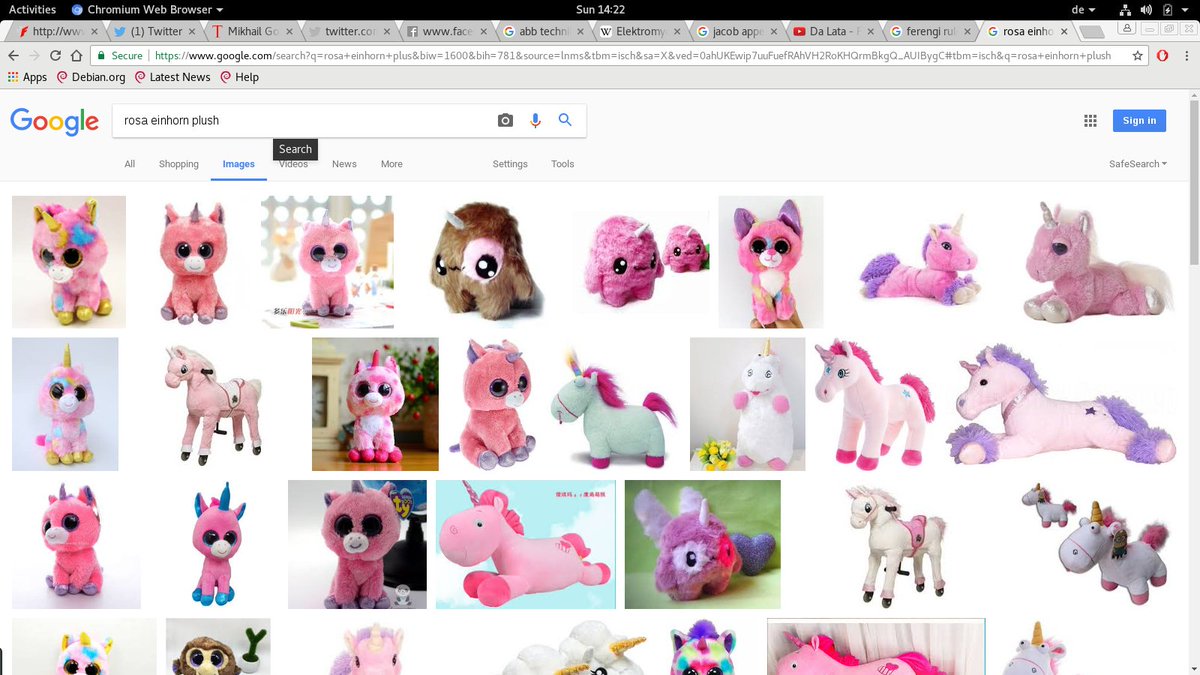 Activities Chromium Web Browser Sun 14:22 de
http://www (1) Twitter Mikhail Go twitter.co www.face abb techni Elektromy jacob appe Da Lata - F ferengi rul rosa einho
Secure https://www.google.com/search?q=rosa+einhorn+plus&biw=1600&bih=781&source=lnms&tbm=isch&sa=X&ved=0ahUKEwip7uuFuefRAhVH2RoKHQrmBkgQ_AUIBygC#tbm=isch&q=rosa+einhorn+plush
Apps Debian.org Latest News Help
Google rosa einhorn plush Sign in
Search
All Shopping Images Videos News More Settings Tools SafeSearch
ty